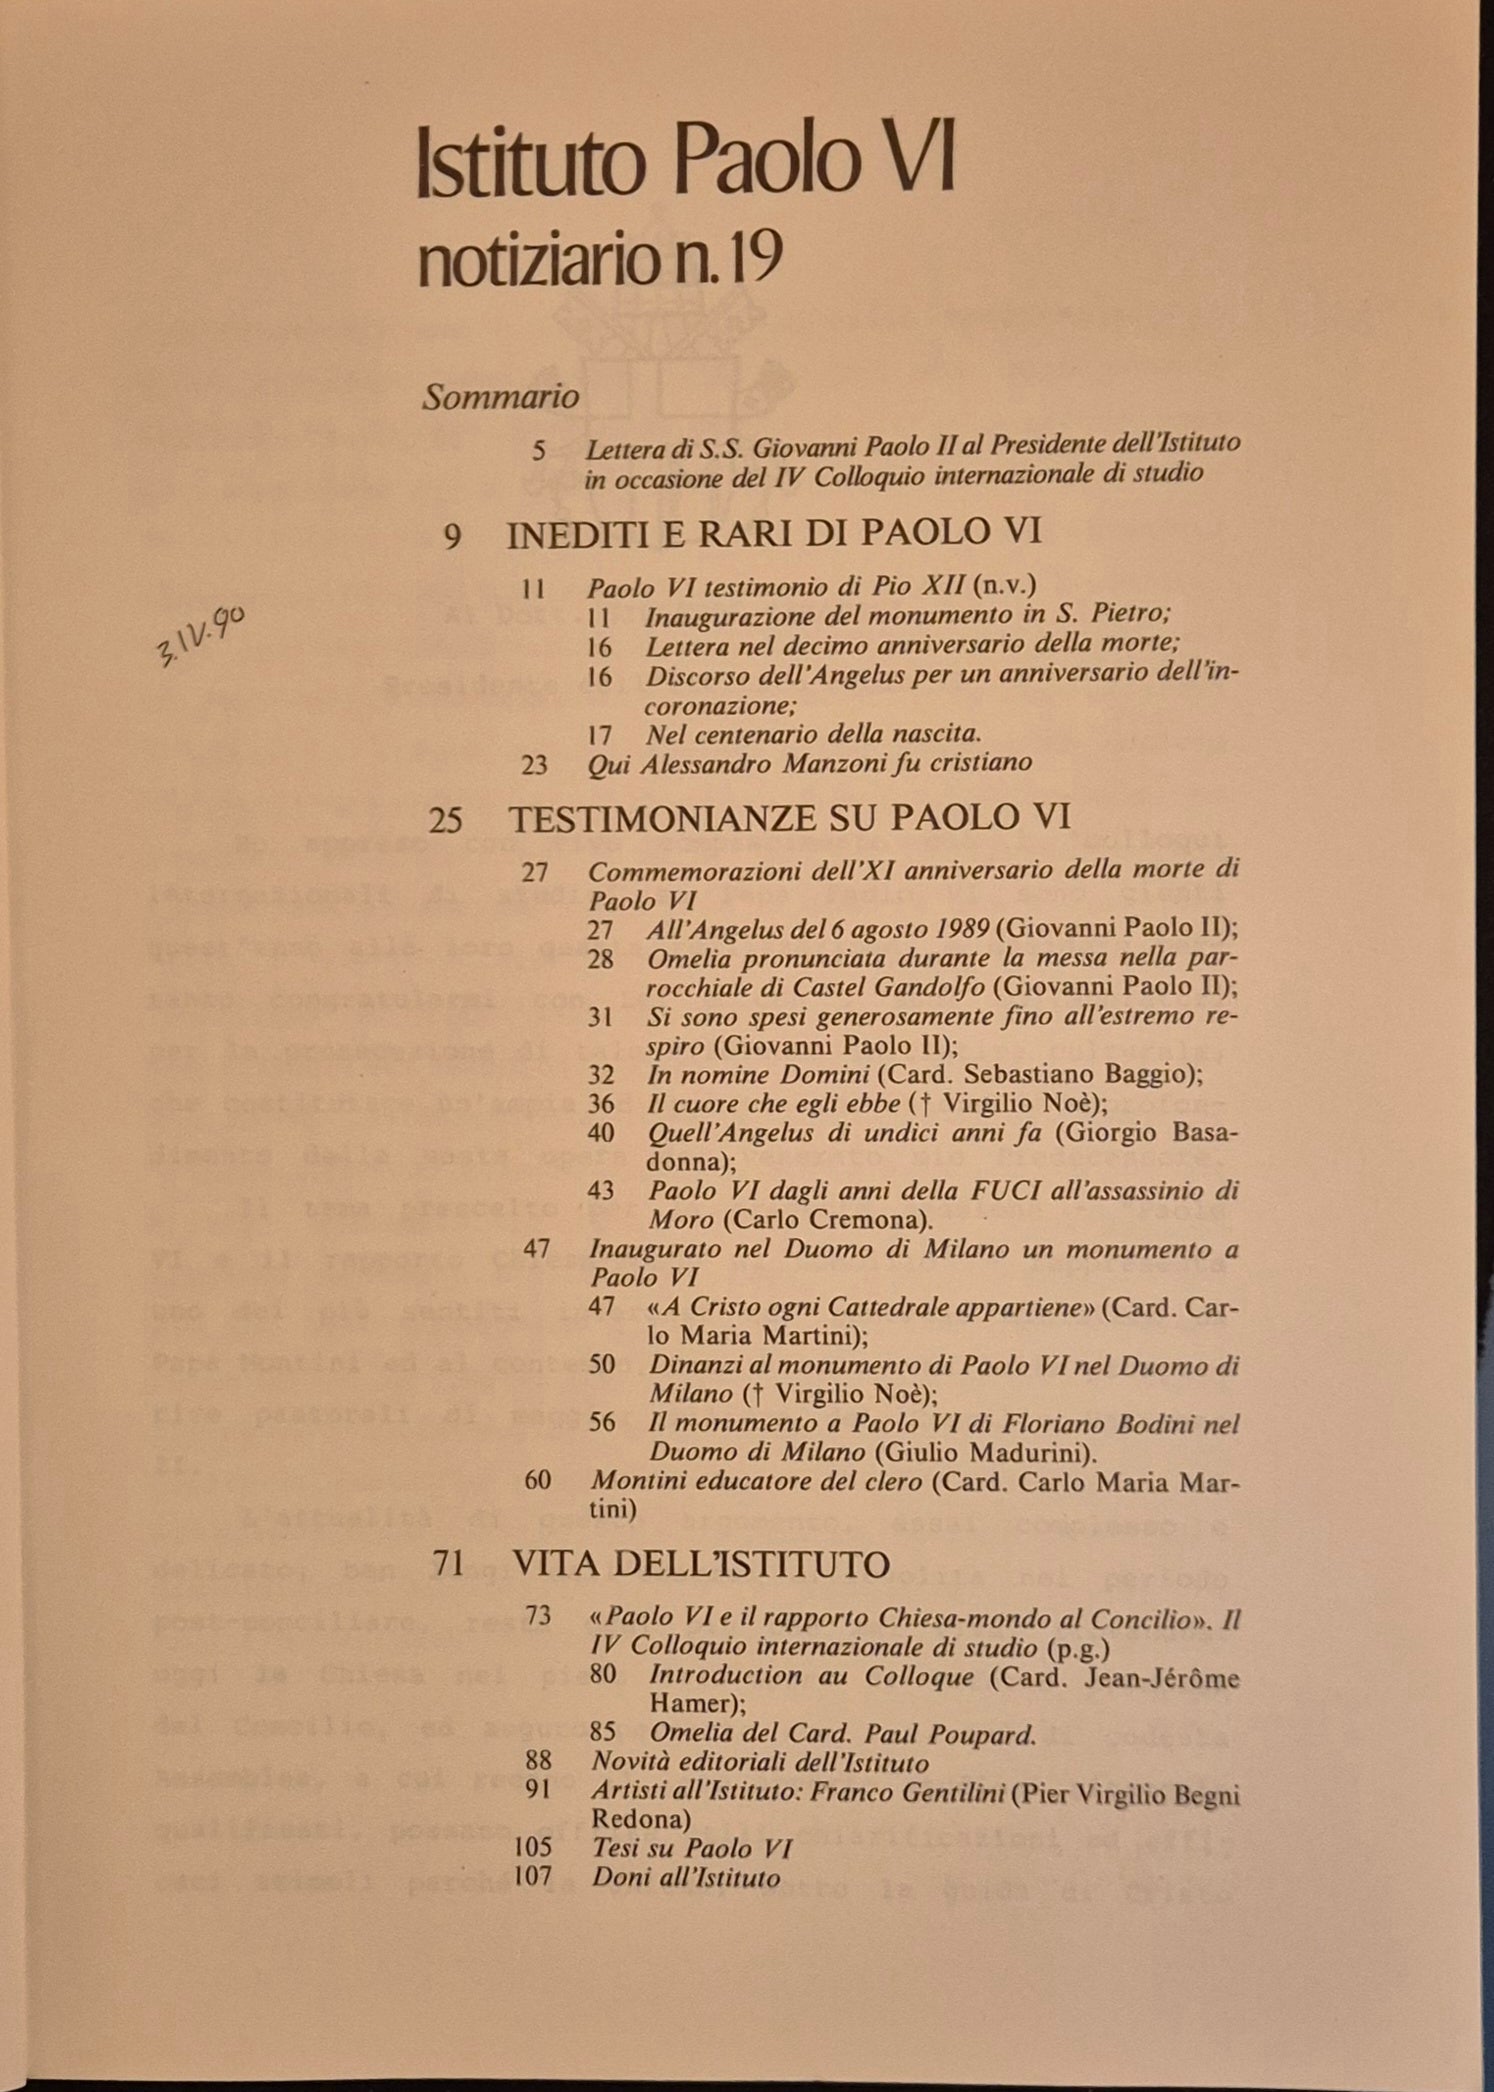 Istituto Paolo VI
notiziario n. 19
Sommario
5 Lettera di S.S. Giovanni Paolo II al Presidente dell'Istituto
in occasione del IV Colloquio internazionale di studio
9 INEDITI E RARI DI PAOLO VI
11 Paolo VI testimonio di Pio XII (n.v.)
11 Inaugurazione del monumento in S. Pietro;
3.IV.90
16 Lettera nel decimo anniversario della morte;
16 Discorso dell'Angelus per un anniversario dell'in-
coronazione;
17 Nel centenario della nascita.
23 Qui Alessandro Manzoni fu cristiano
25 TESTIMONIANZE SU PAOLO VI
27 Commemorazioni dell'XI anniversario della morte di
Paolo VI
27 All'Angelus del 6 agosto 1989 (Giovanni Paolo II);
28 Omelia pronunciata durante la messa nella par-
rocchiale di Castel Gandolfo (Giovanni Paolo II);
31 Si sono spesi generosamente fino all'estremo re-
spiro (Giovanni Paolo II);
32 In nomine Domini (Card. Sebastiano Baggio);
36 Il cuore che egli ebbe († Virgilio Noè);
40 Quell'Angelus di undici anni fa (Giorgio Basa-
donna);
43 Paolo VI dagli anni della FUCI all'assassinio di
Moro (Carlo Cremona).
47 Inaugurato nel Duomo di Milano un monumento a
Paolo VI
47 «A Cristo ogni Cattedrale appartiene» (Card. Car-
lo Maria Martini);
50 Dinanzi al monumento di Paolo VI nel Duomo di
Milano († Virgilio Noè);
56 Il monumento a Paolo VI di Floriano Bodini nel
Duomo di Milano (Giulio Madurini).
60 Montini educatore del clero (Card. Carlo Maria Mar-
tini)
71 VITA DELL'ISTITUTO
73 «Paolo VI e il rapporto Chiesa-mondo al Concilio». Il
IV Colloquio internazionale di studio (p.g.)
80 Introduction au Colloque (Card. Jean-Jérôme
Hamer);
85 Omelia del Card. Paul Poupard.
88 Novità editoriali dell'Istituto
91 Artisti all'Istituto: Franco Gentilini (Pier Virgilio Begni
Redona)
105 Tesi su Paolo VI
107 Doni all'Istituto